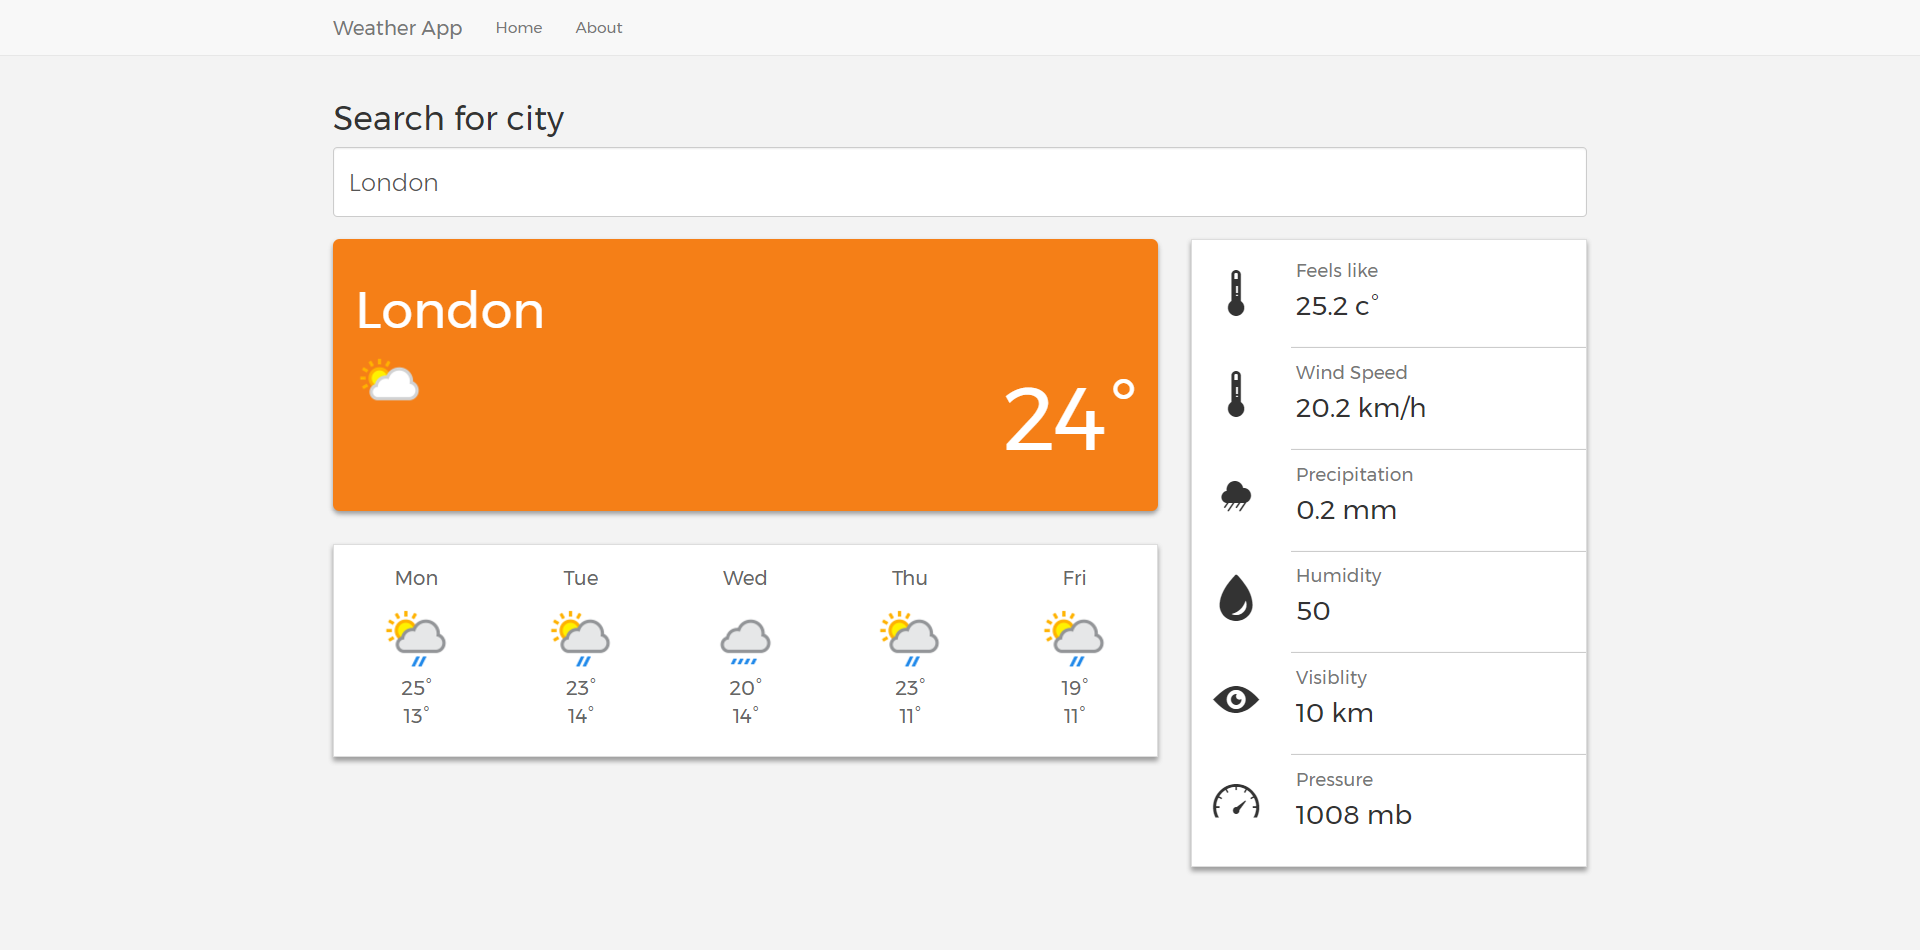 Weather App Home About
Search for city
London
London
24°
Mon Tue Wed Thu Fri
25° 23° 20° 23° 19°
13° 14° 14° 11° 11°
Feels like
25.2 c°
Wind Speed
20.2 km/h
Precipitation
0.2 mm
Humidity
50
Visiblity
10 km
Pressure
1008 mb